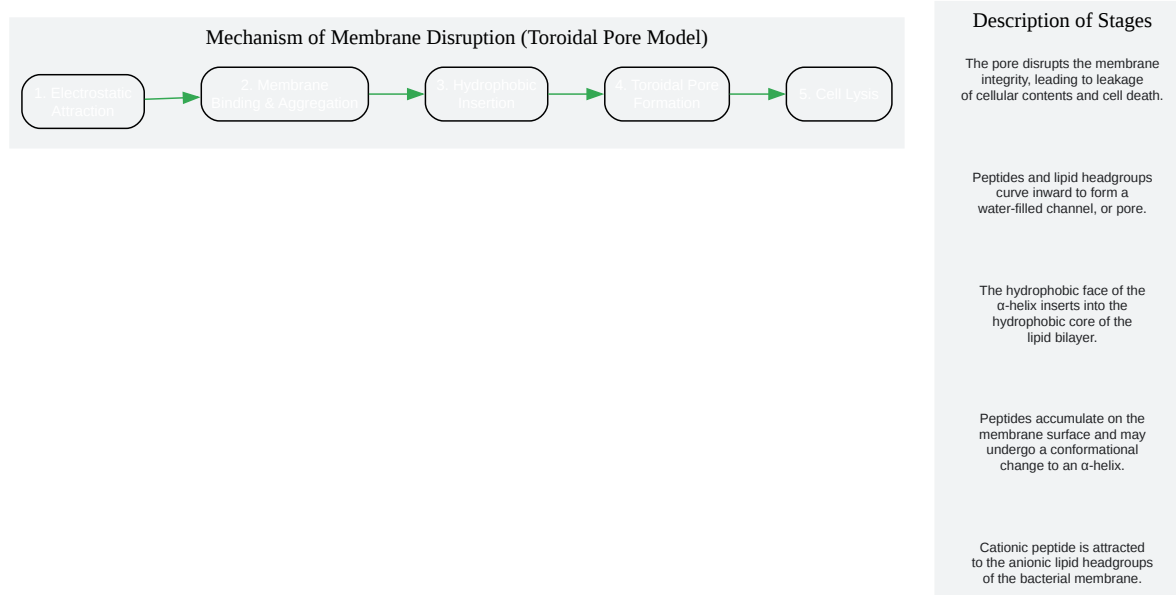 Mechanism of Membrane Disruption (Toroidal Pore Model)
1. Electrostatic
Attraction
2. Membrane
Binding & Aggregation
3. Hydrophobic
Insertion
4. Toroidal Pore
Formation
5. Cell Lysis
Description of Stages
The pore disrupts the membrane
integrity, leading to leakage
of cellular contents and cell death.
Peptides and lipid headgroups
curve inward to form a
water-filled channel, or pore.
The hydrophobic face of the
α-helix inserts into the
hydrophobic core of the
lipid bilayer.
Peptides accumulate on the
membrane surface and may
undergo a conformational
change to an α-helix.
Cationic peptide is attracted
to the anionic lipid headgroups
of the bacterial membrane.